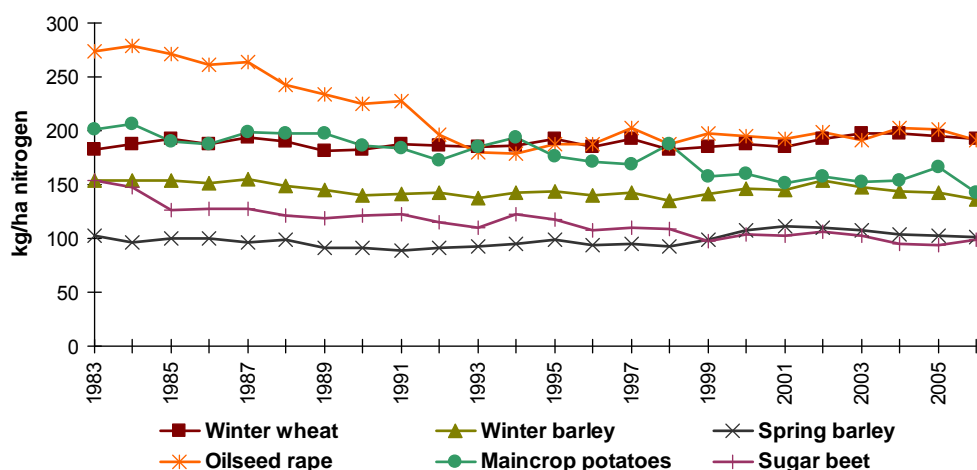 300
250
200
150
100
50
0
kg/ha nitrogen
1983
1985
1987
1989
1991
1993
1995
1997
1999
2001
2003
2005
Winter wheat
Winter barley
Spring barley
Oilseed rape
Maincrop potatoes
Sugar beet